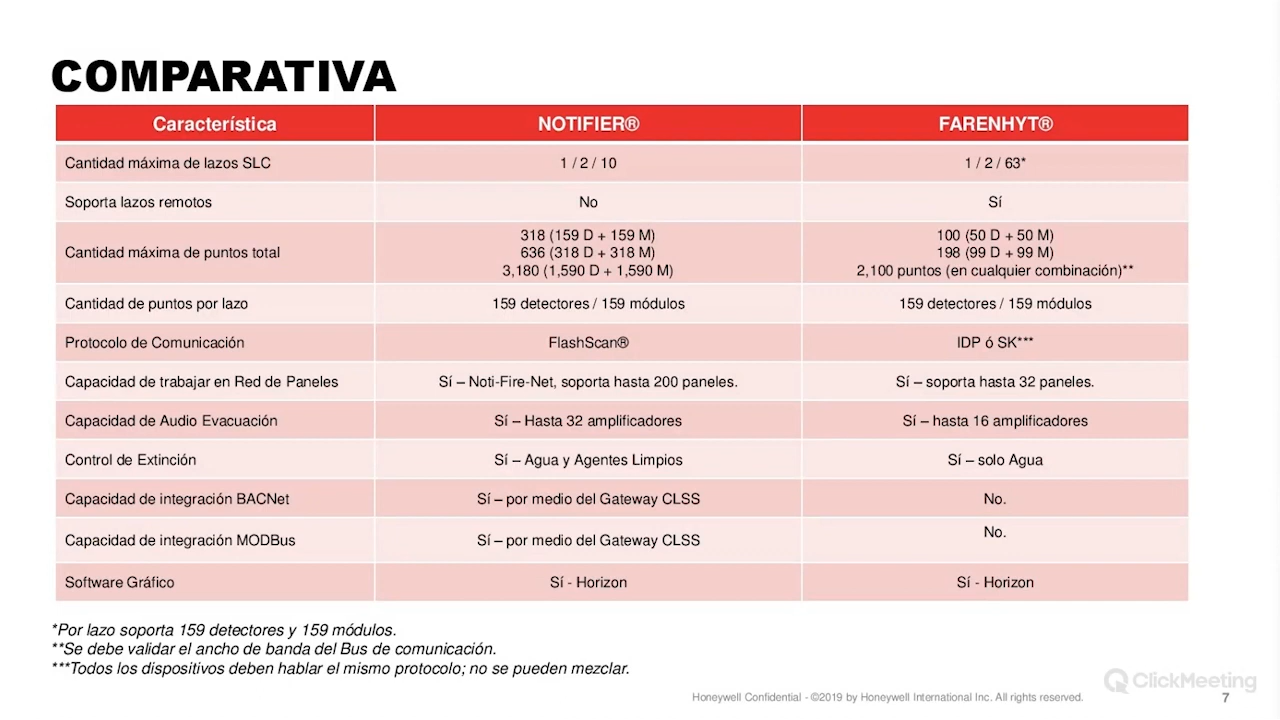 COMPARATIVA
Característica NOTIFIER® FARENHYT®
Cantidad máxima de lazos SLC 1 / 2 / 10 1 / 2 / 63*
Soporta lazos remotos No Sí
Cantidad máxima de puntos total
318 (159 D + 159 M)
636 (318 D + 318 M)
3,180 (1,590 D + 1,590 M)
100 (50 D + 50 M)
198 (99 D + 99 M)
2,100 puntos (en cualquier combinación)**
Cantidad de puntos por lazo 159 detectores / 159 módulos 159 detectores / 159 módulos
Protocolo de Comunicación FlashScan® IDP ó SK***
Capacidad de trabajar en Red de Paneles Sí – Noti-Fire-Net, soporta hasta 200 paneles. Sí – soporta hasta 32 paneles.
Capacidad de Audio Evacuación Sí – Hasta 32 amplificadores Sí – hasta 16 amplificadores
Control de Extinción Sí – Agua y Agentes Limpios Sí – solo Agua
Capacidad de integración BACNet Sí – por medio del Gateway CLSS No.
Capacidad de integración MODBus Sí – por medio del Gateway CLSS No.
Software Gráfico Sí - Horizon Sí - Horizon
*Por lazo soporta 159 detectores y 159 módulos.
**Se debe validar el ancho de banda del Bus de comunicación.
***Todos los dispositivos deben hablar el mismo protocolo; no se pueden mezclar.
ClickMeeting
Honeywell Confidential - ©2019 by Honeywell International Inc. All rights reserved. 7